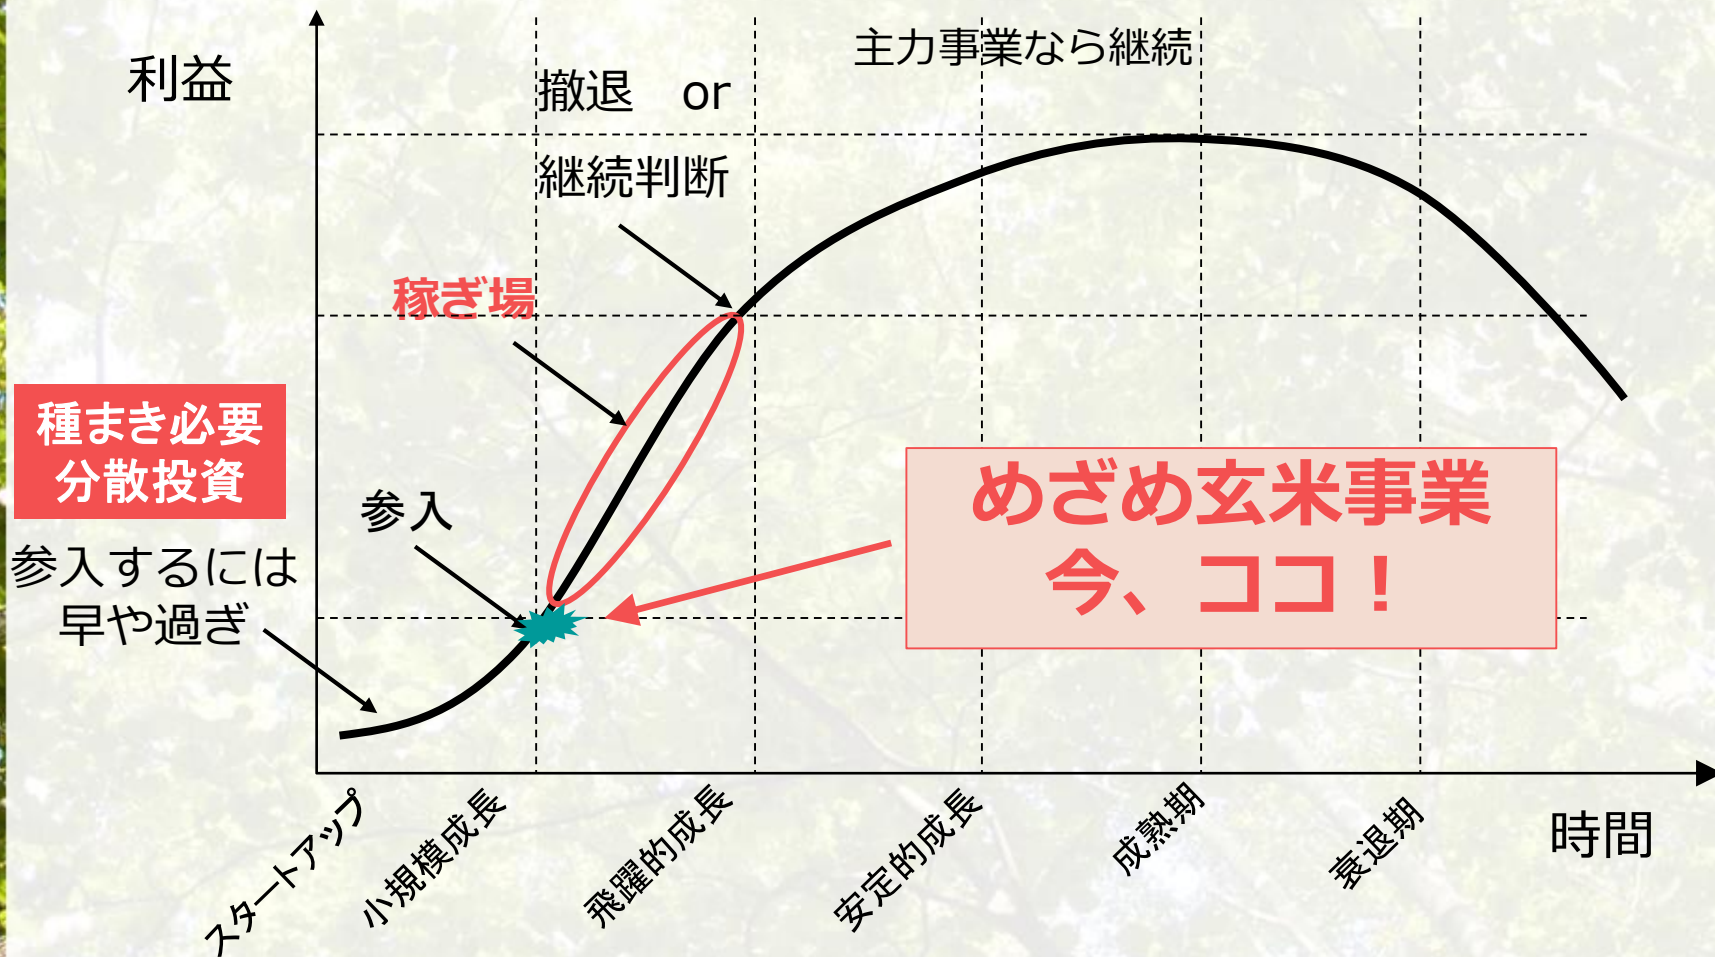 利益
主力事業なら継続
撤退　or
継続判断
稼ぎ場
種まき必要
分散投資
参入
めざめ玄米事業
今、ココ！
参入するには
早や過ぎ
スタートアップ
小規模成長
飛躍的成長
安定的成長
成熟期
衰退期
時間